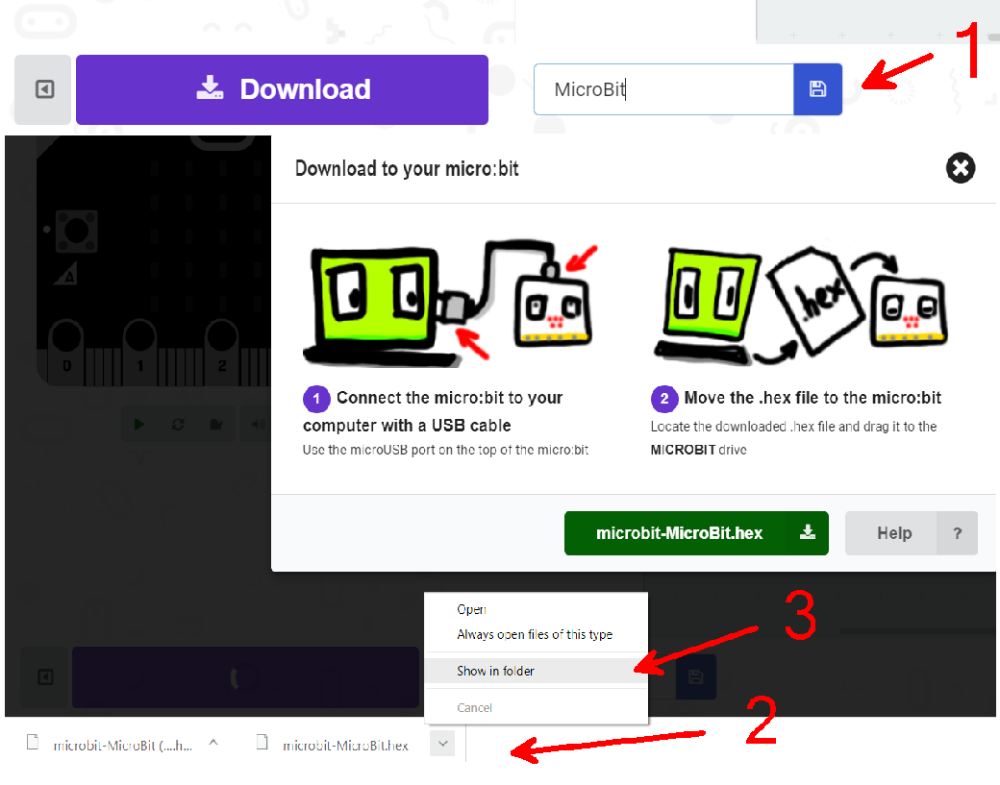 1
Download
MicroBit
Download to your micro:bit
A
0 1 2
.hex
1 Connect the micro:bit to your
computer with a USB cable
Use the microUSB port on the top of the micro:bit
2 Move the .hex file to the micro:bit
Locate the downloaded .hex file and drag it to the
MICROBIT drive
microbit-MicroBit.hex
Help ?
Open
Always open files of this type
Show in folder
Cancel
3
microbit-MicroBit (....h...
microbit-MicroBit.hex
2